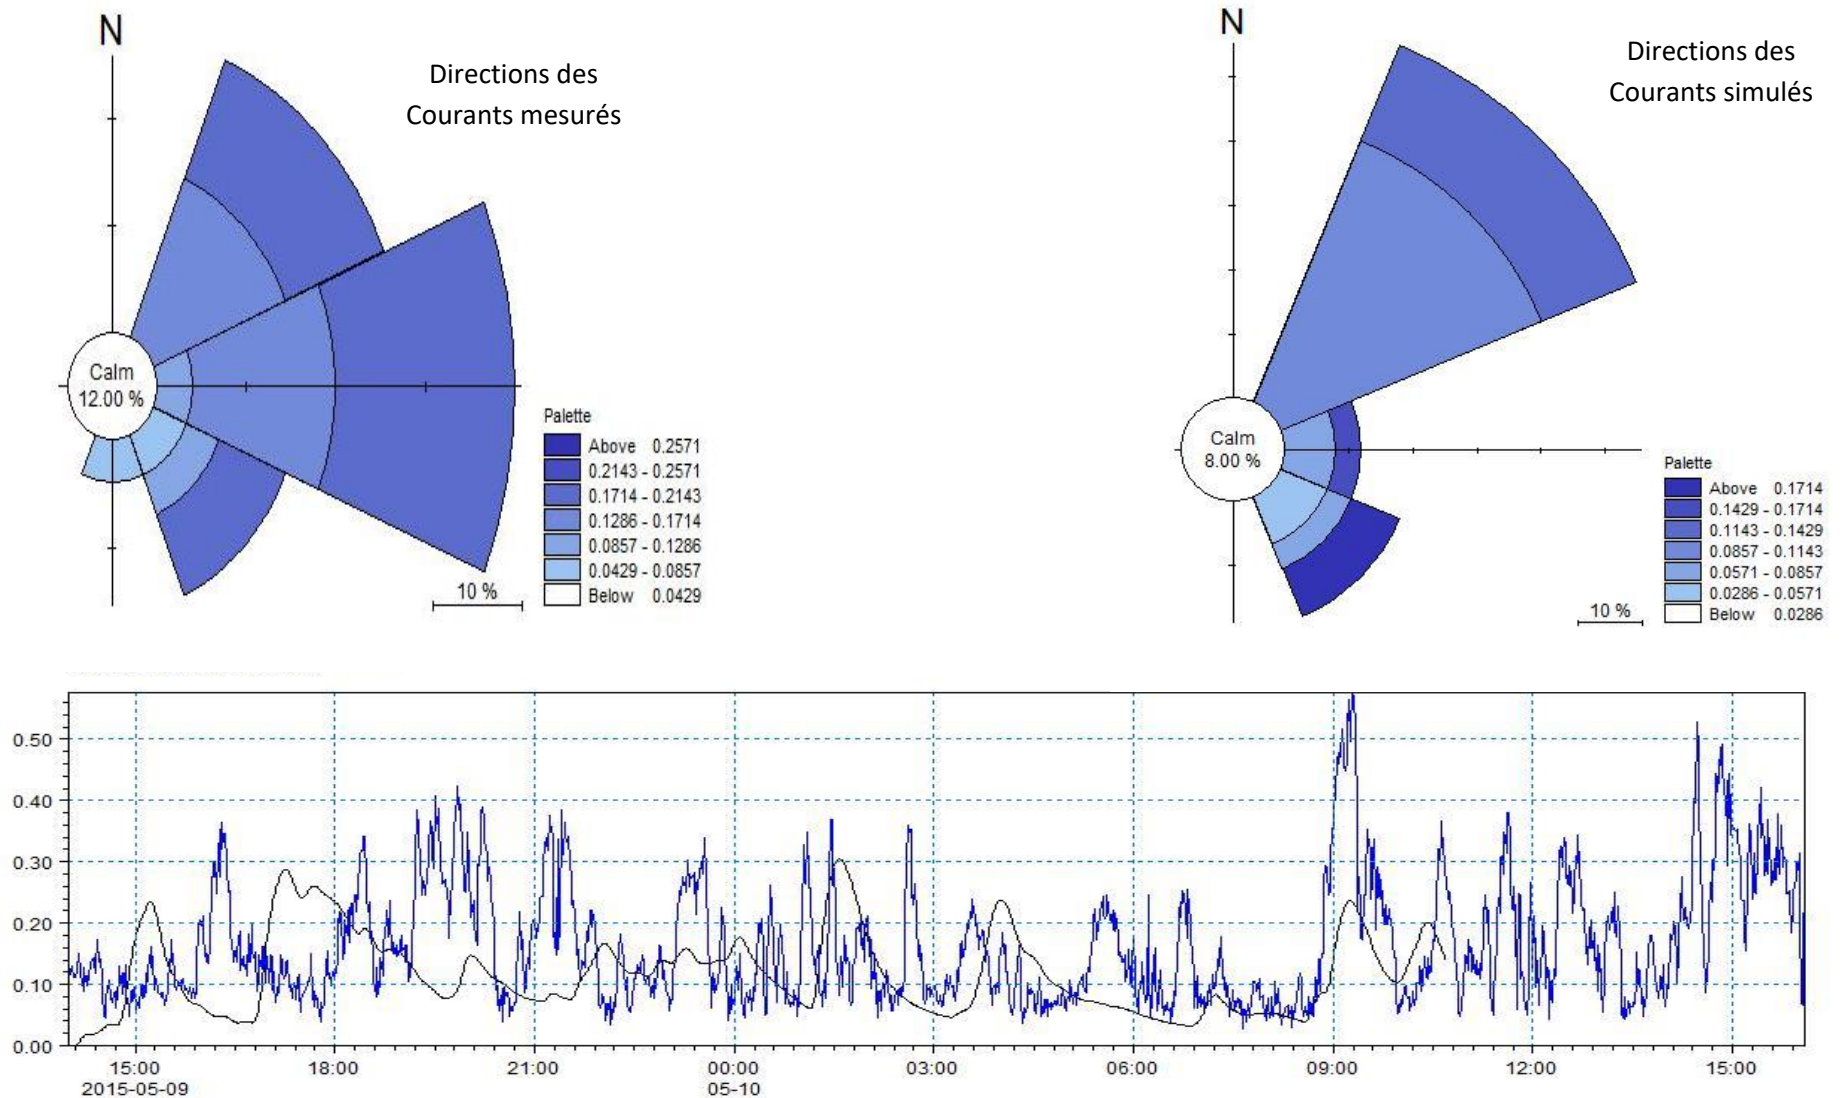 N
Directions des
Courants mesurés
Calm
12.00 %
10 %
Palette
Above 0.2571
0.2143 - 0.2571
0.1714 - 0.2143
0.1286 - 0.1714
0.0857 - 0.1286
0.0429 - 0.0857
Below 0.0429
N
Directions des
Courants simulés
Calm
8.00 %
10 %
Palette
Above 0.1714
0.1429 - 0.1714
0.1143 - 0.1429
0.0857 - 0.1143
0.0571 - 0.0857
0.0286 - 0.0571
Below 0.0286
0.50
0.40
0.30
0.20
0.10
0.00
15:00 18:00 21:00 00:00 03:00 06:00 09:00 12:00 15:00
2015-05-09 05-10